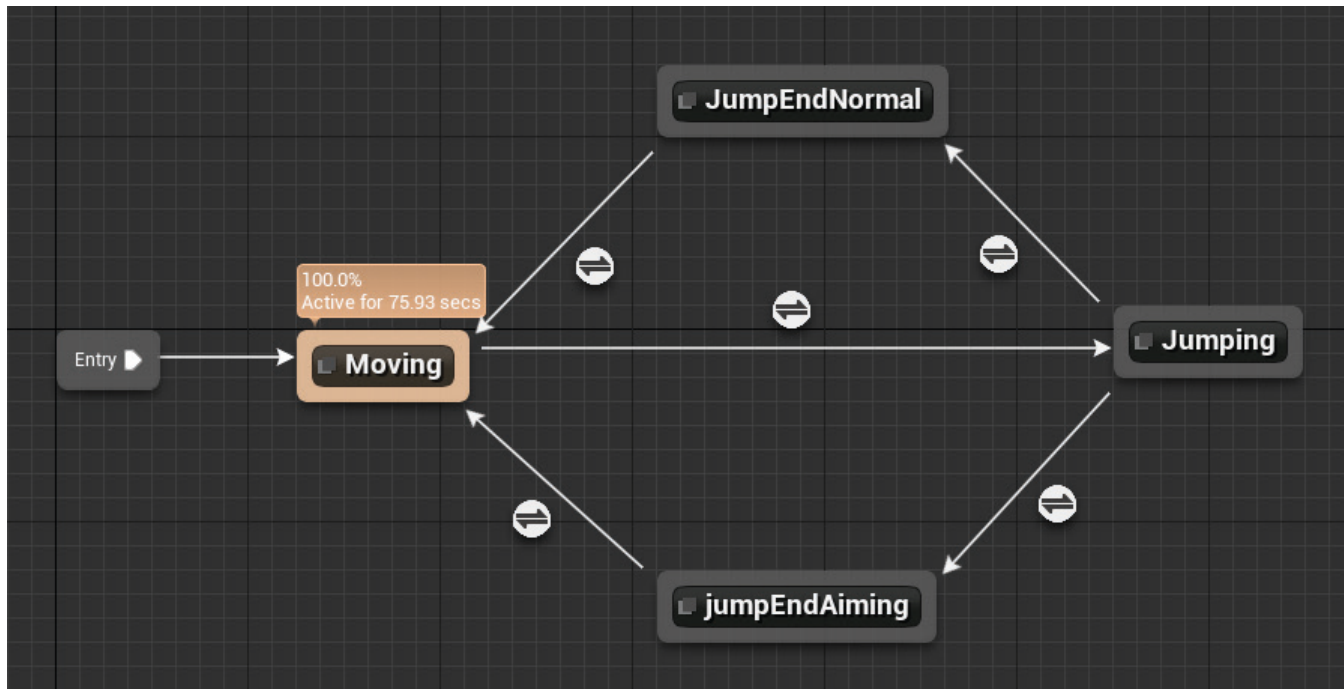 JumpEndNormal
100.0%
Active for 75.93 secs
Entry
Moving
Jumping
jumpEndAiming